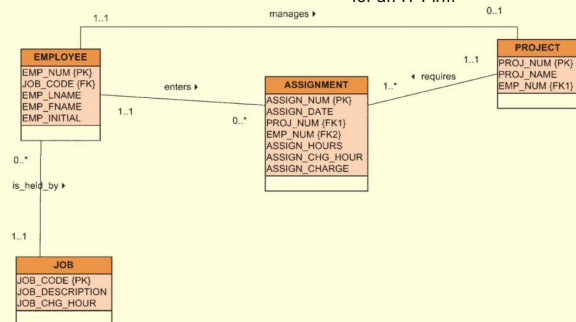 manages ▸
0..1
1..1
EMPLOYEE
EMP_NUM {PK}
JOB_CODE {FK}
EMP_LNAME
EMP_FNAME
EMP_INITIAL
enters ▸
1..1
0..*
ASSIGNMENT
ASSIGN_NUM {PK}
ASSIGN_DATE
PROJ_NUM {FK1}
EMP_NUM {FK2}
ASSIGN_HOURS
ASSIGN_CHG_HOUR
ASSIGN_CHARGE
1..*
◂ requires
1..1
PROJECT
PROJ_NUM {PK}
PROJ_NAME
EMP_NUM {FK1}
0..*
is_held_by ▸
1..1
JOB
JOB_CODE {PK}
JOB_DESCRIPTION
JOB_CHG_HOUR